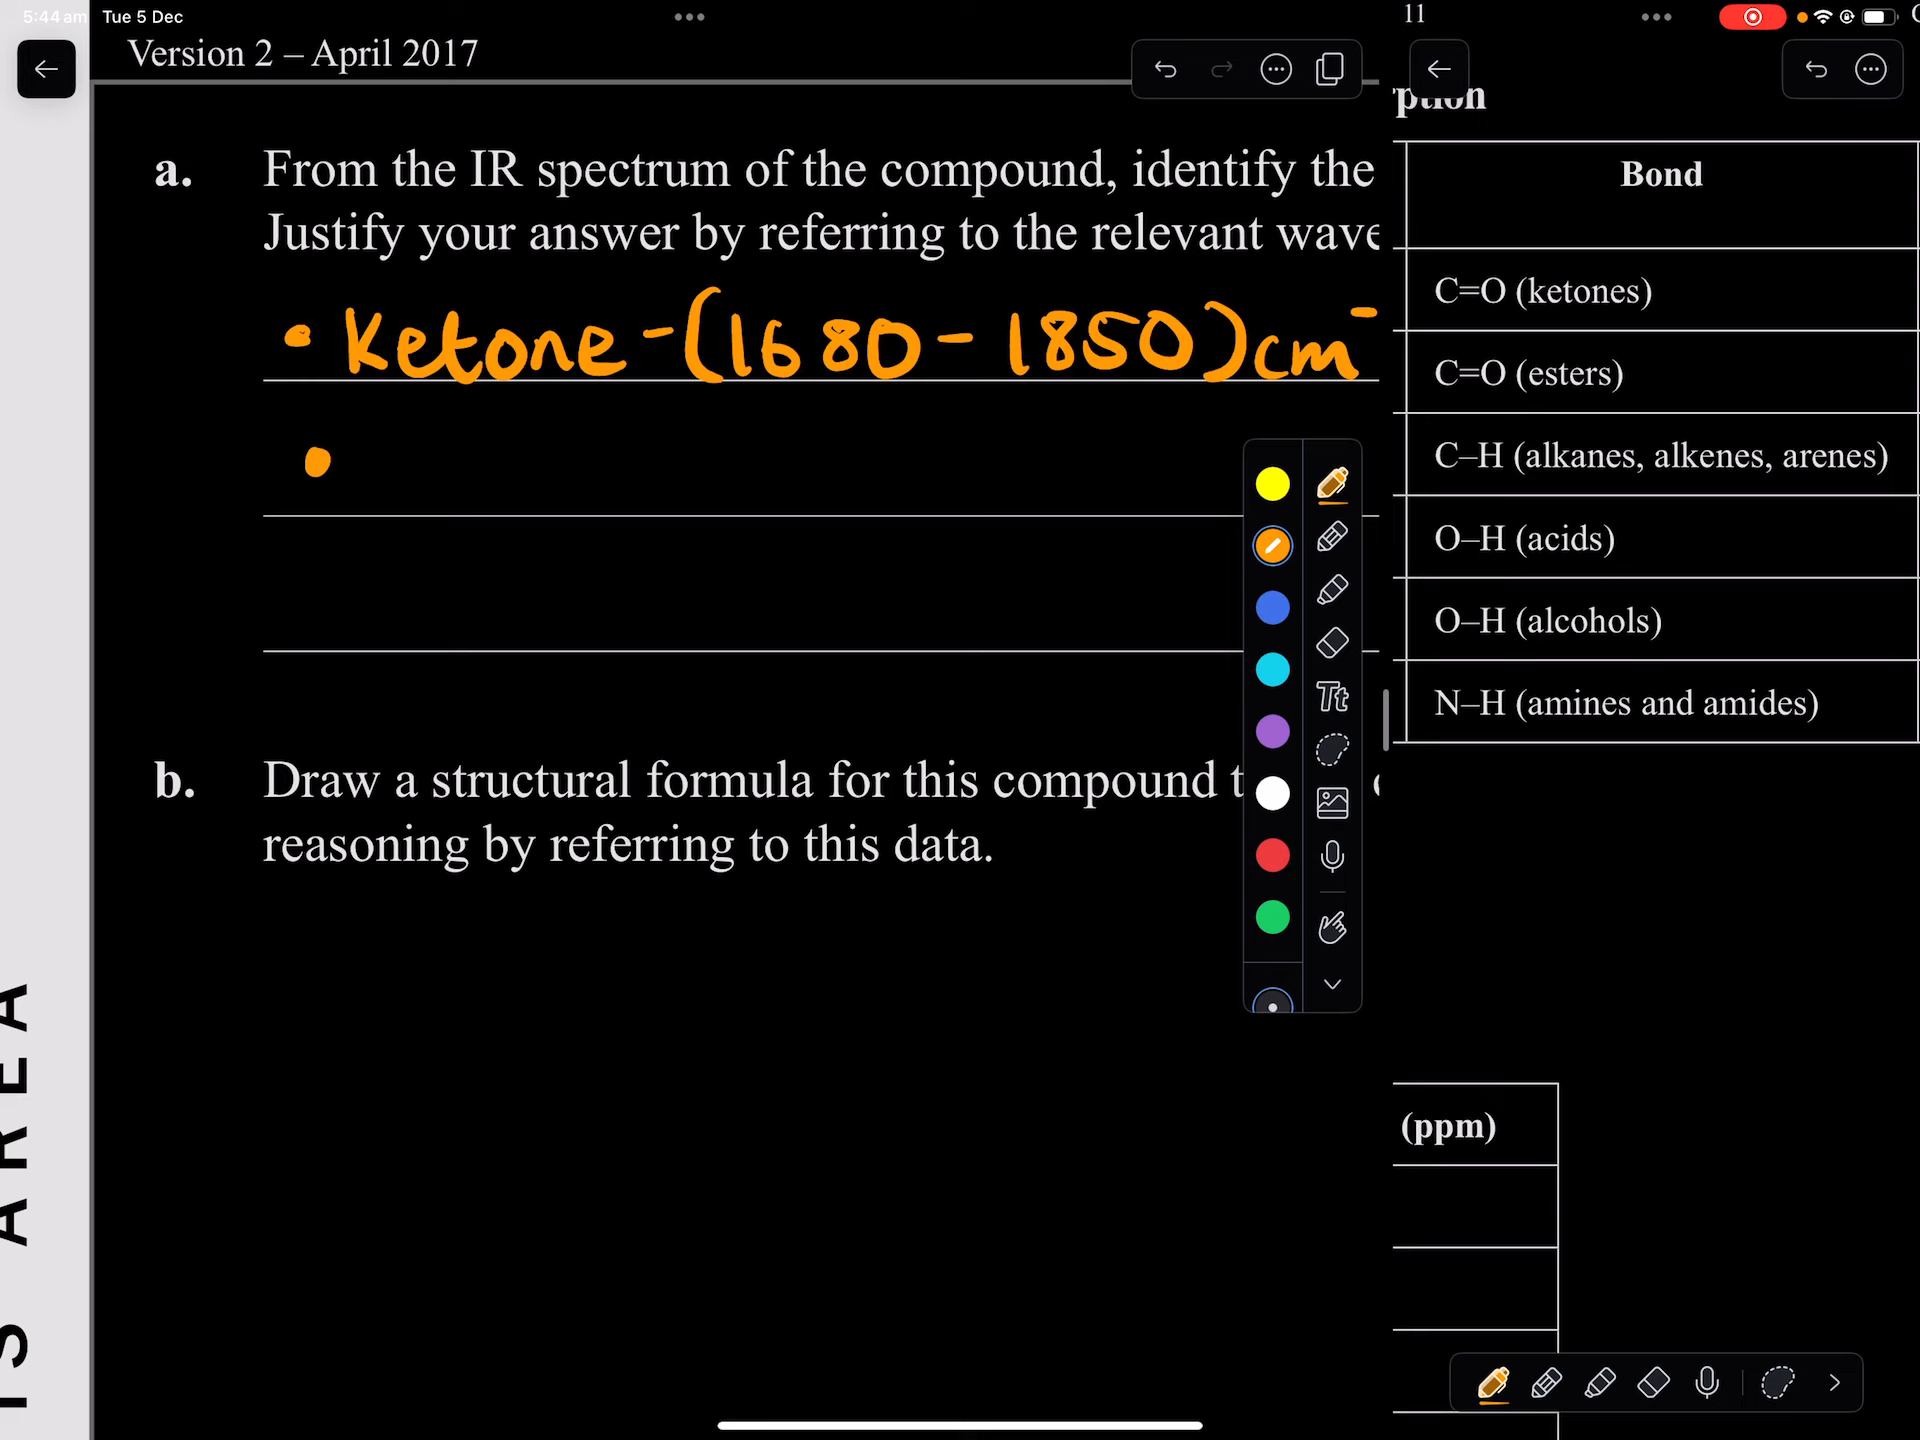 5:44 am Tue 5 Dec
Version 2 – April 2017
a. From the IR spectrum of the compound, identify the
Justify your answer by referring to the relevant wave
• Ketone - (1680 - 1850) cm⁻
•
b. Draw a structural formula for this compound t
reasoning by referring to this data.
IS AREA
Tt
11
ption
Bond
C=O (ketones)
C=O (esters)
C–H (alkanes, alkenes, arenes)
O–H (acids)
O–H (alcohols)
N–H (amines and amides)
(ppm)